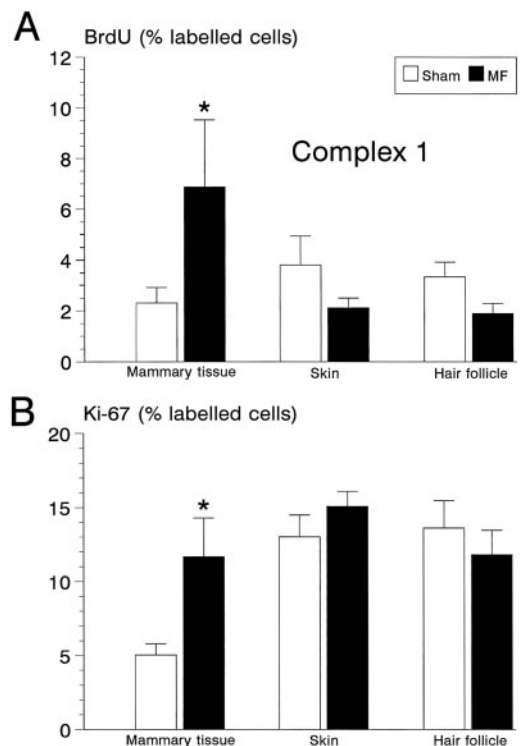 A
BrdU (% labelled cells)
12
10
8
6
4
2
0
Sham MF
*
Complex 1
Mammary tissue Skin Hair follicle
B
Ki-67 (% labelled cells)
20
15
10
5
0
*
Mammary tissue Skin Hair follicle